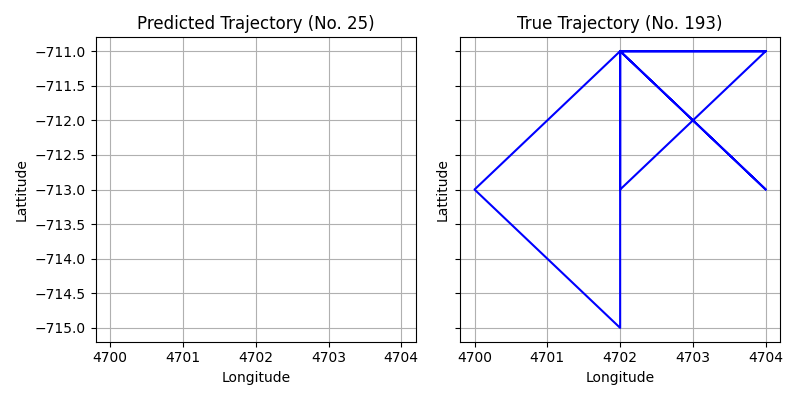 Predicted Trajectory (No. 25)
True Trajectory (No. 193)
−711.0
−711.5
−712.0
−712.5
−713.0
−713.5
−714.0
−714.5
−715.0
Lattitude
Lattitude
4700 4701 4702 4703 4704
4700 4701 4702 4703 4704
Longitude
Longitude